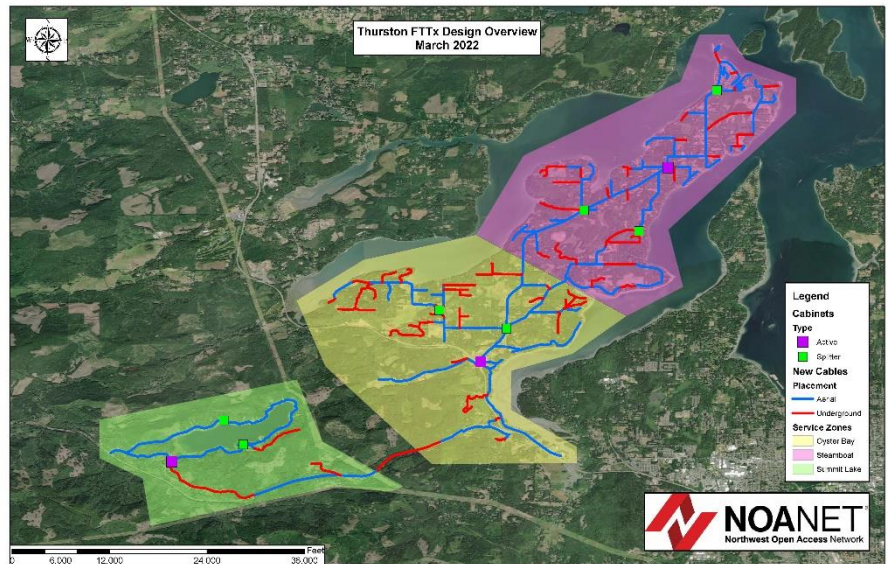 Thurston FTTx Design Overview
March 2022
Legend
Cabinets
Type
Active
Splitter
New Cables
Placement
Aerial
Underground
Service Zones
Oyster Bay
Steamboat
Summit Lake
Feet
0 6,000 12,000 24,000 36,000
NOANET
Northwest Open Access Network